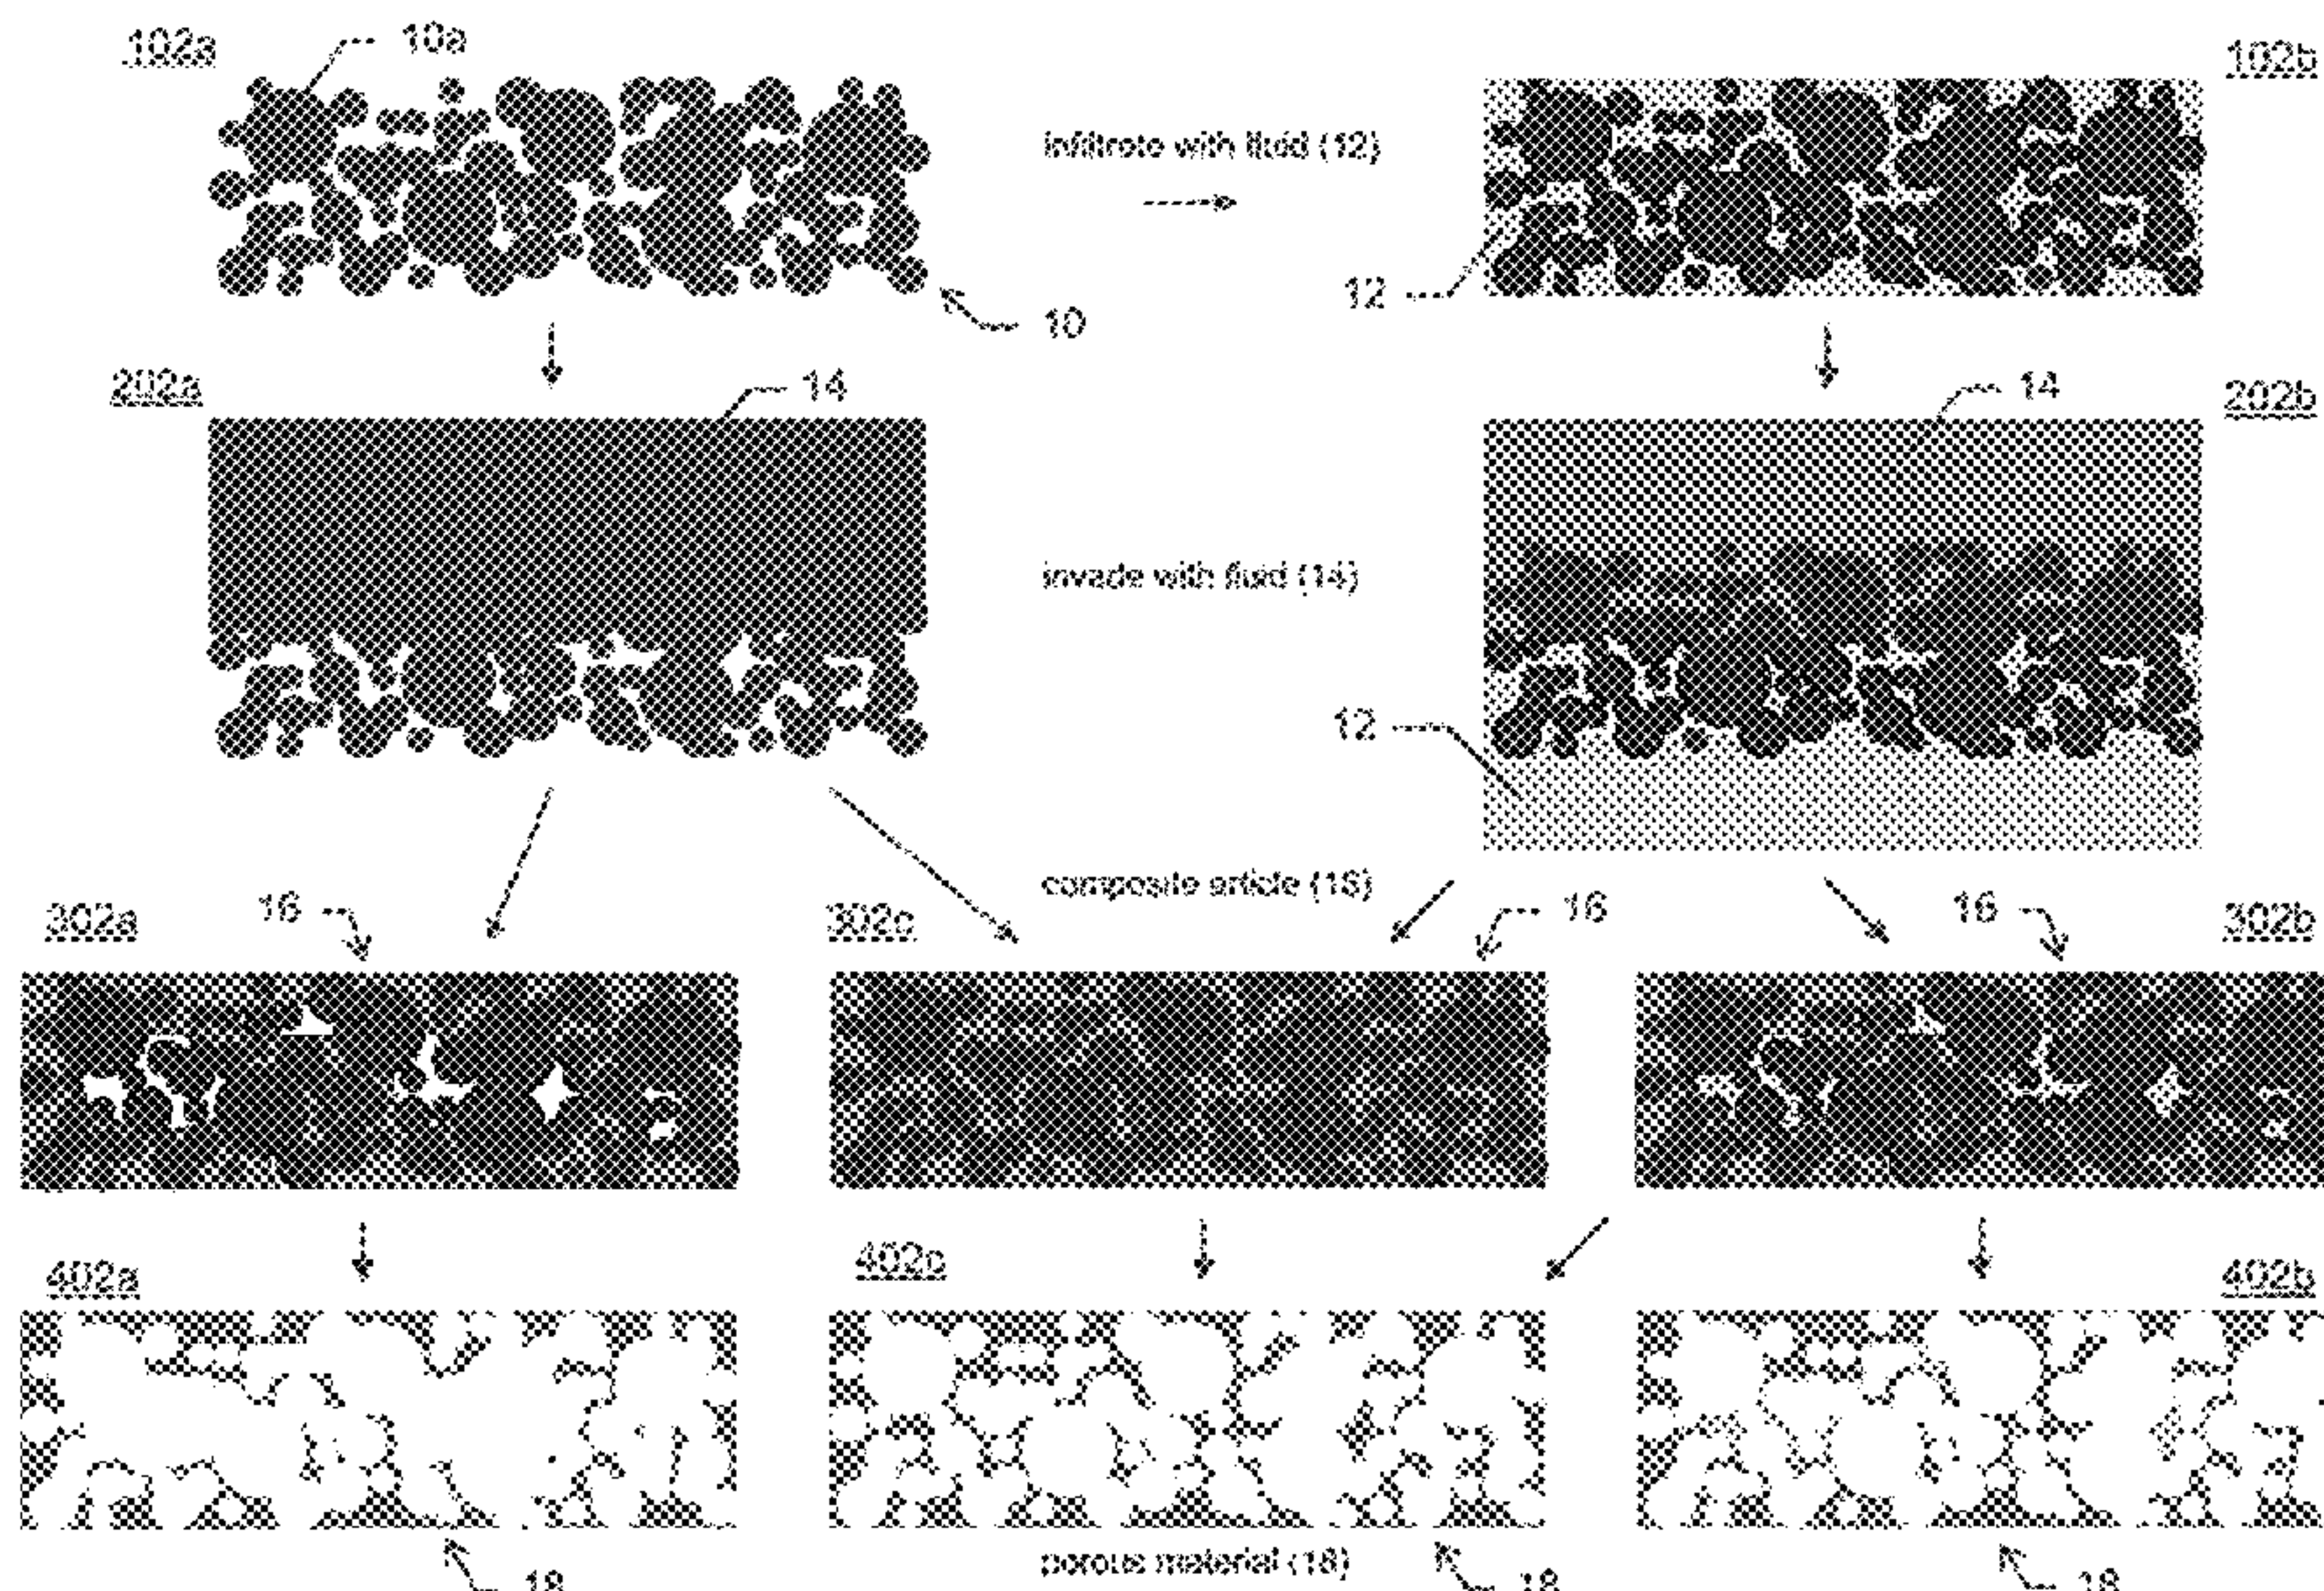 102a
10a
102b
infiltrate with fluid (12)
12
10
202a
14
14
202b
invade with fluid (14)
12
composite article (16)
302a
16
302c
16
16
302b
402a
402c
402b
porous material (18)
18
18
18